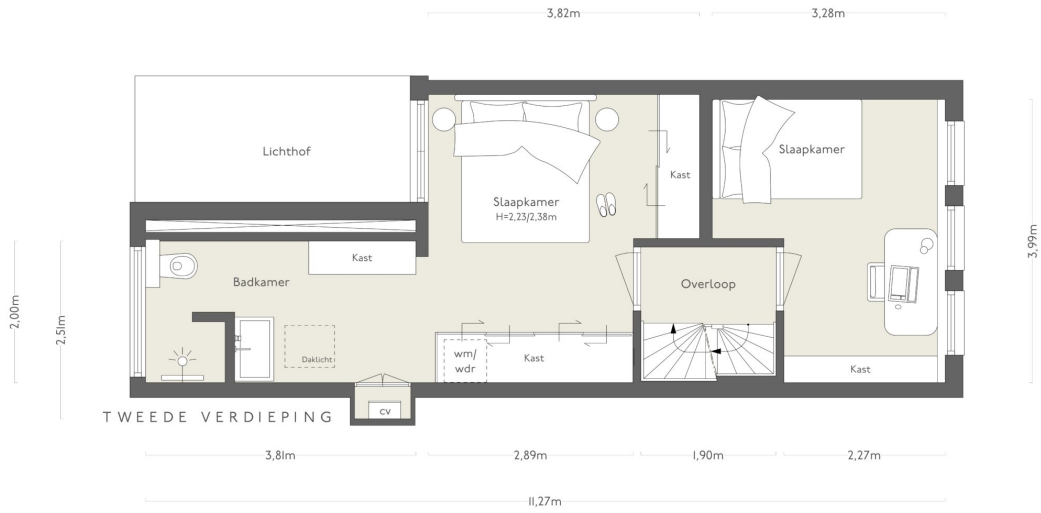 3,82m
3,28m
Lichthof
Slaapkamer
H=2,23/2,38m
Kast
Slaapkamer
3,99m
2,00m
2,51m
Badkamer
Kast
Overloop
Daklicht
wm/
wdr
Kast
Kast
cv
TWEEDE VERDIEPING
3,81m
2,89m
1,90m
2,27m
11,27m